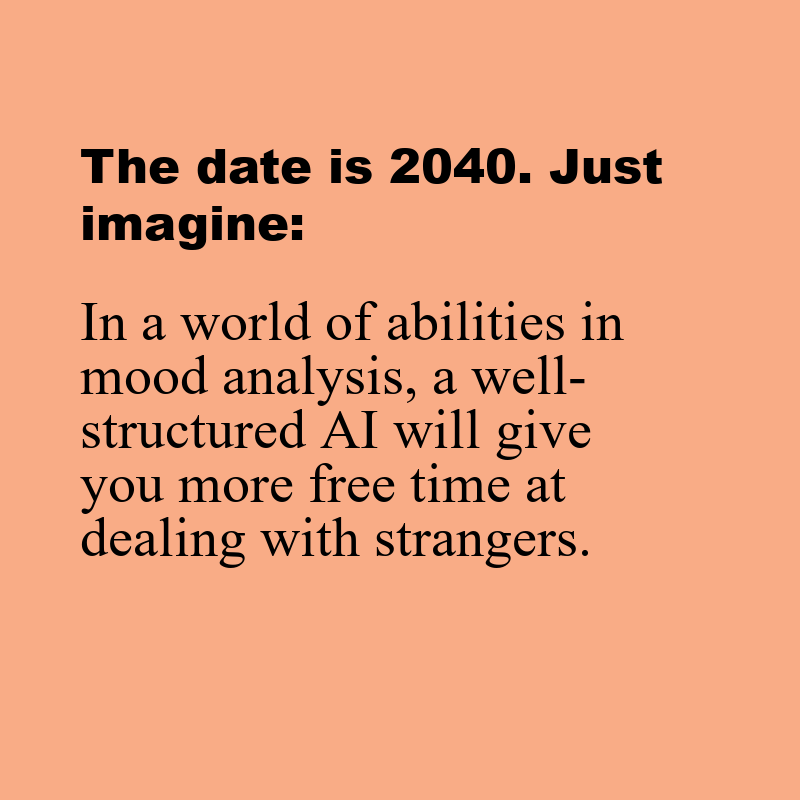 The date is 2040. Just
imagine:
In a world of abilities in
mood analysis, a well-
structured AI will give
you more free time at
dealing with strangers.